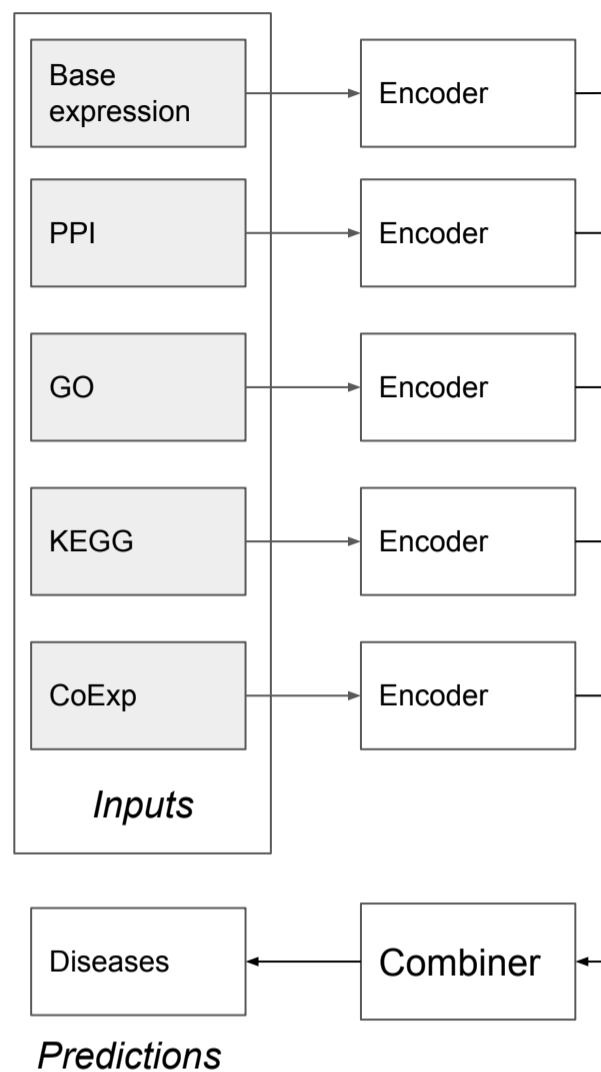 Base
expression
Encoder
PPI
Encoder
GO
Encoder
KEGG
Encoder
CoExp
Encoder
Inputs
Diseases
Combiner
Predictions